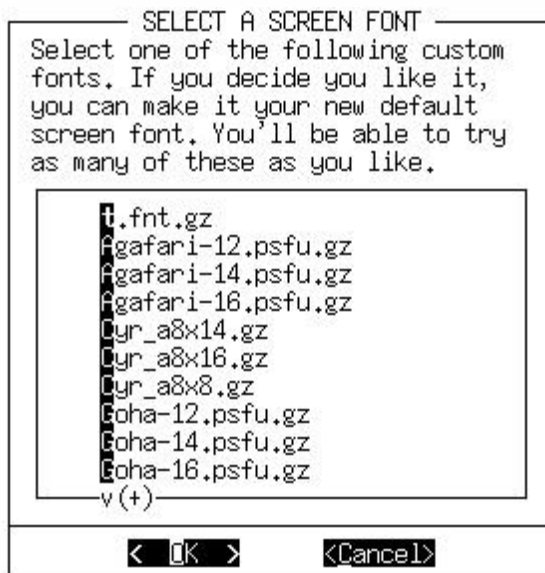 SELECT A SCREEN FONT
Select one of the following custom
fonts. If you decide you like it,
you can make it your new default
screen font. You'll be able to try
as many of these as you like.
t.fnt.gz
Agafari-12.psfu.gz
Agafari-14.psfu.gz
Agafari-16.psfu.gz
Cyr_a8x14.gz
Cyr_a8x16.gz
Cyr_a8x8.gz
Goha-12.psfu.gz
Goha-14.psfu.gz
Goha-16.psfu.gz
v(+)
< OK > <Cancel>